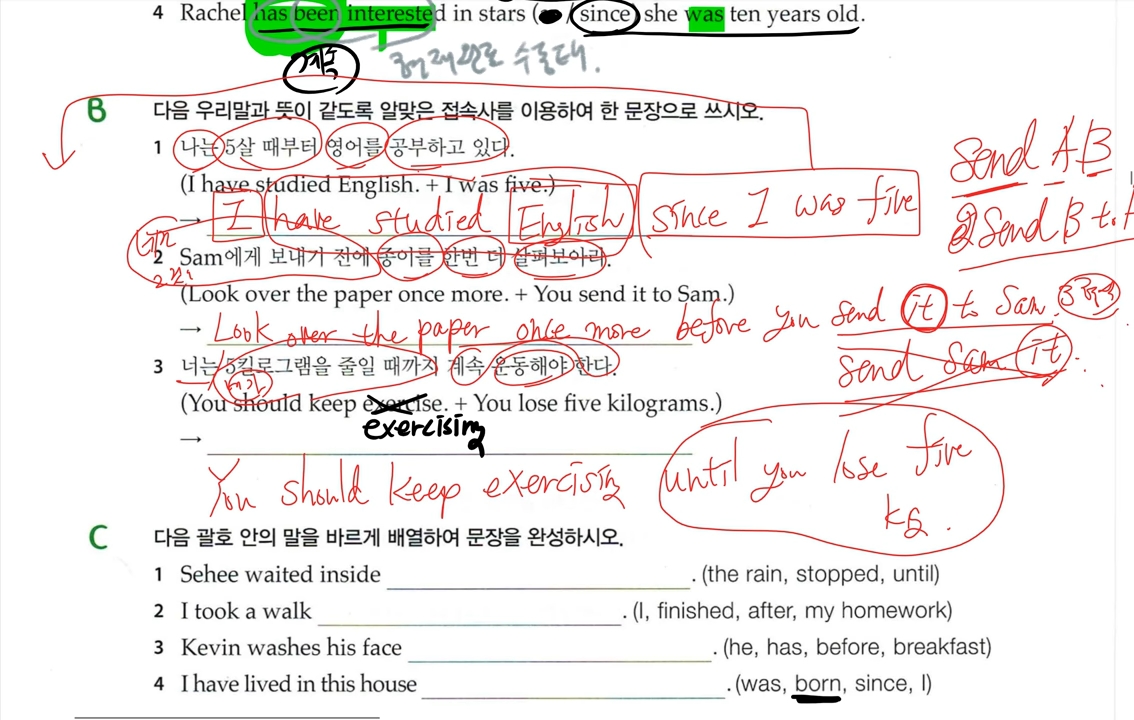 4 Rachel has been interested in stars ( / since) she was ten years old.
계속
현재완료 수동태.
B 다음 우리말과 뜻이 같도록 알맞은 접속사를 이용하여 한 문장으로 쓰시오.
1 나는 5살 때부터 영어를 공부하고 있다.
(I have studied English. + I was five.)
→ I have studied English since I was five
Send A B
② Send B to A
2 Sam에게 보내기 전에 종이를 한번 더 살펴보아라.
(Look over the paper once more. + You send it to Sam.)
→ Look over the paper once more before you send it to Sam. 3형식
send Sam it.
3 너는 5킬로그램을 줄일 때까지 계속 운동해야 한다.
(You should keep exercise. + You lose five kilograms.)
exercising
→
You should keep exercising until you lose five
kg.
C 다음 괄호 안의 말을 바르게 배열하여 문장을 완성하시오.
1 Sehee waited inside . (the rain, stopped, until)
2 I took a walk . (I, finished, after, my homework)
3 Kevin washes his face . (he, has, before, breakfast)
4 I have lived in this house . (was, born, since, I)